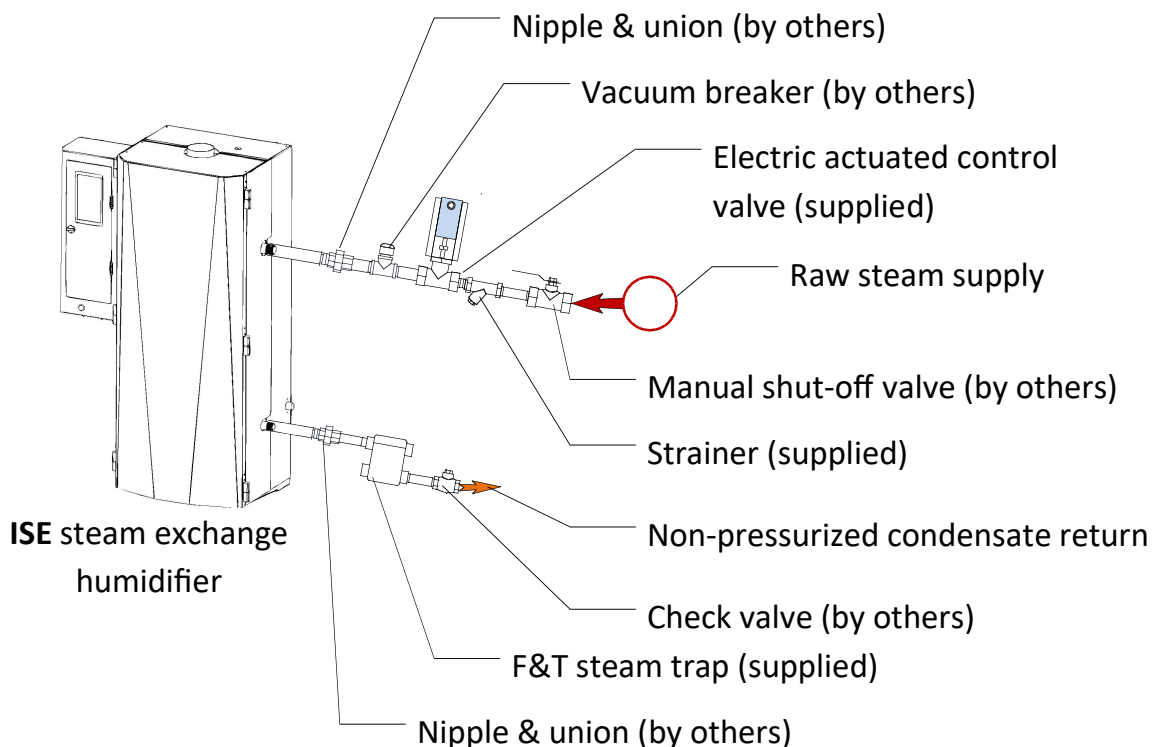 Nipple & union (by others)
Vacuum breaker (by others)
Electric actuated control
valve (supplied)
Raw steam supply
Manual shut-off valve (by others)
Strainer (supplied)
ISE steam exchange
humidifier
Non-pressurized condensate return
Check valve (by others)
F&T steam trap (supplied)
Nipple & union (by others)